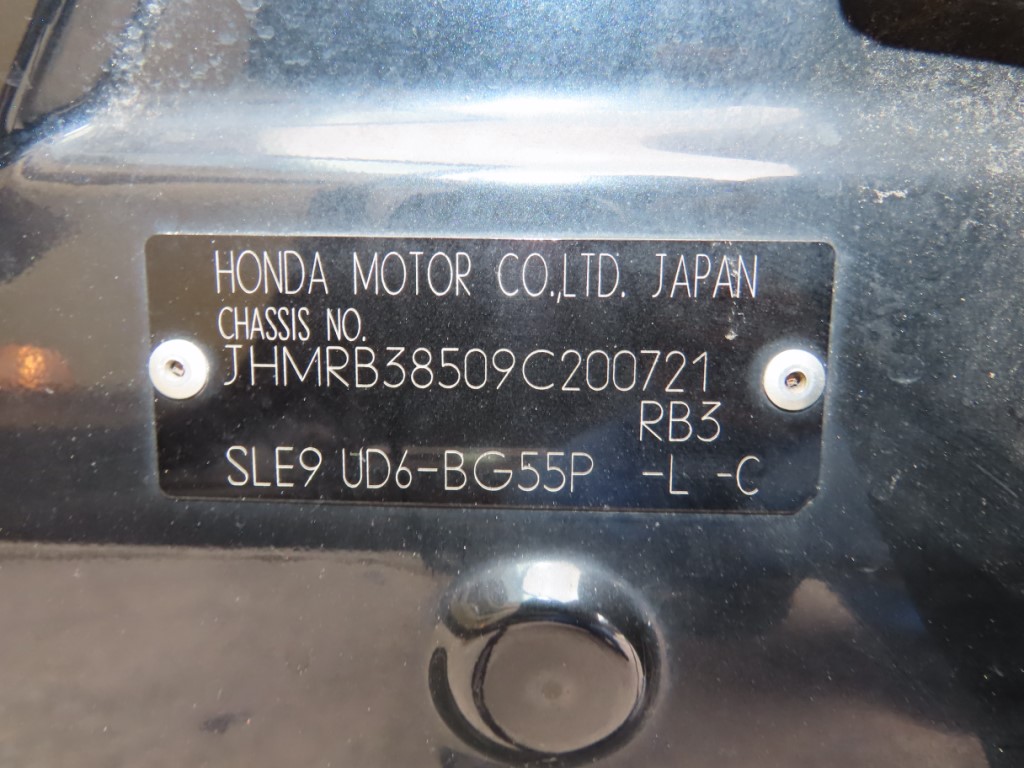 HONDA MOTOR CO.,LTD. JAPAN
CHASSIS NO.
JHMRB38509C200721
RB3
SLE9 UD6-BG55P -L -C